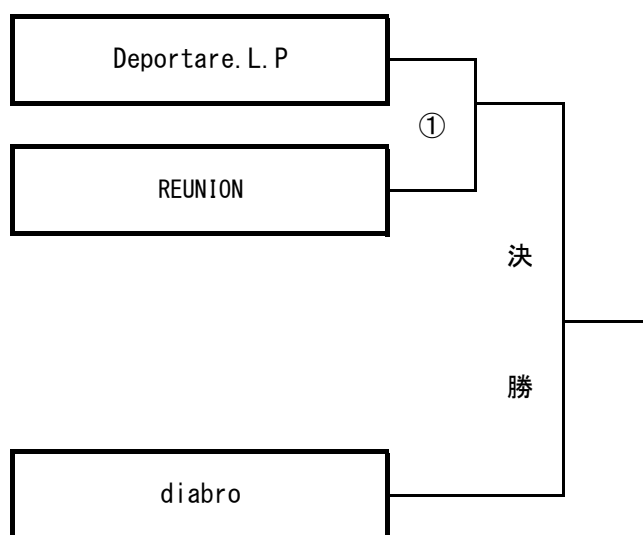 Deportare.L.P
①
REUNION
決
勝
diabro